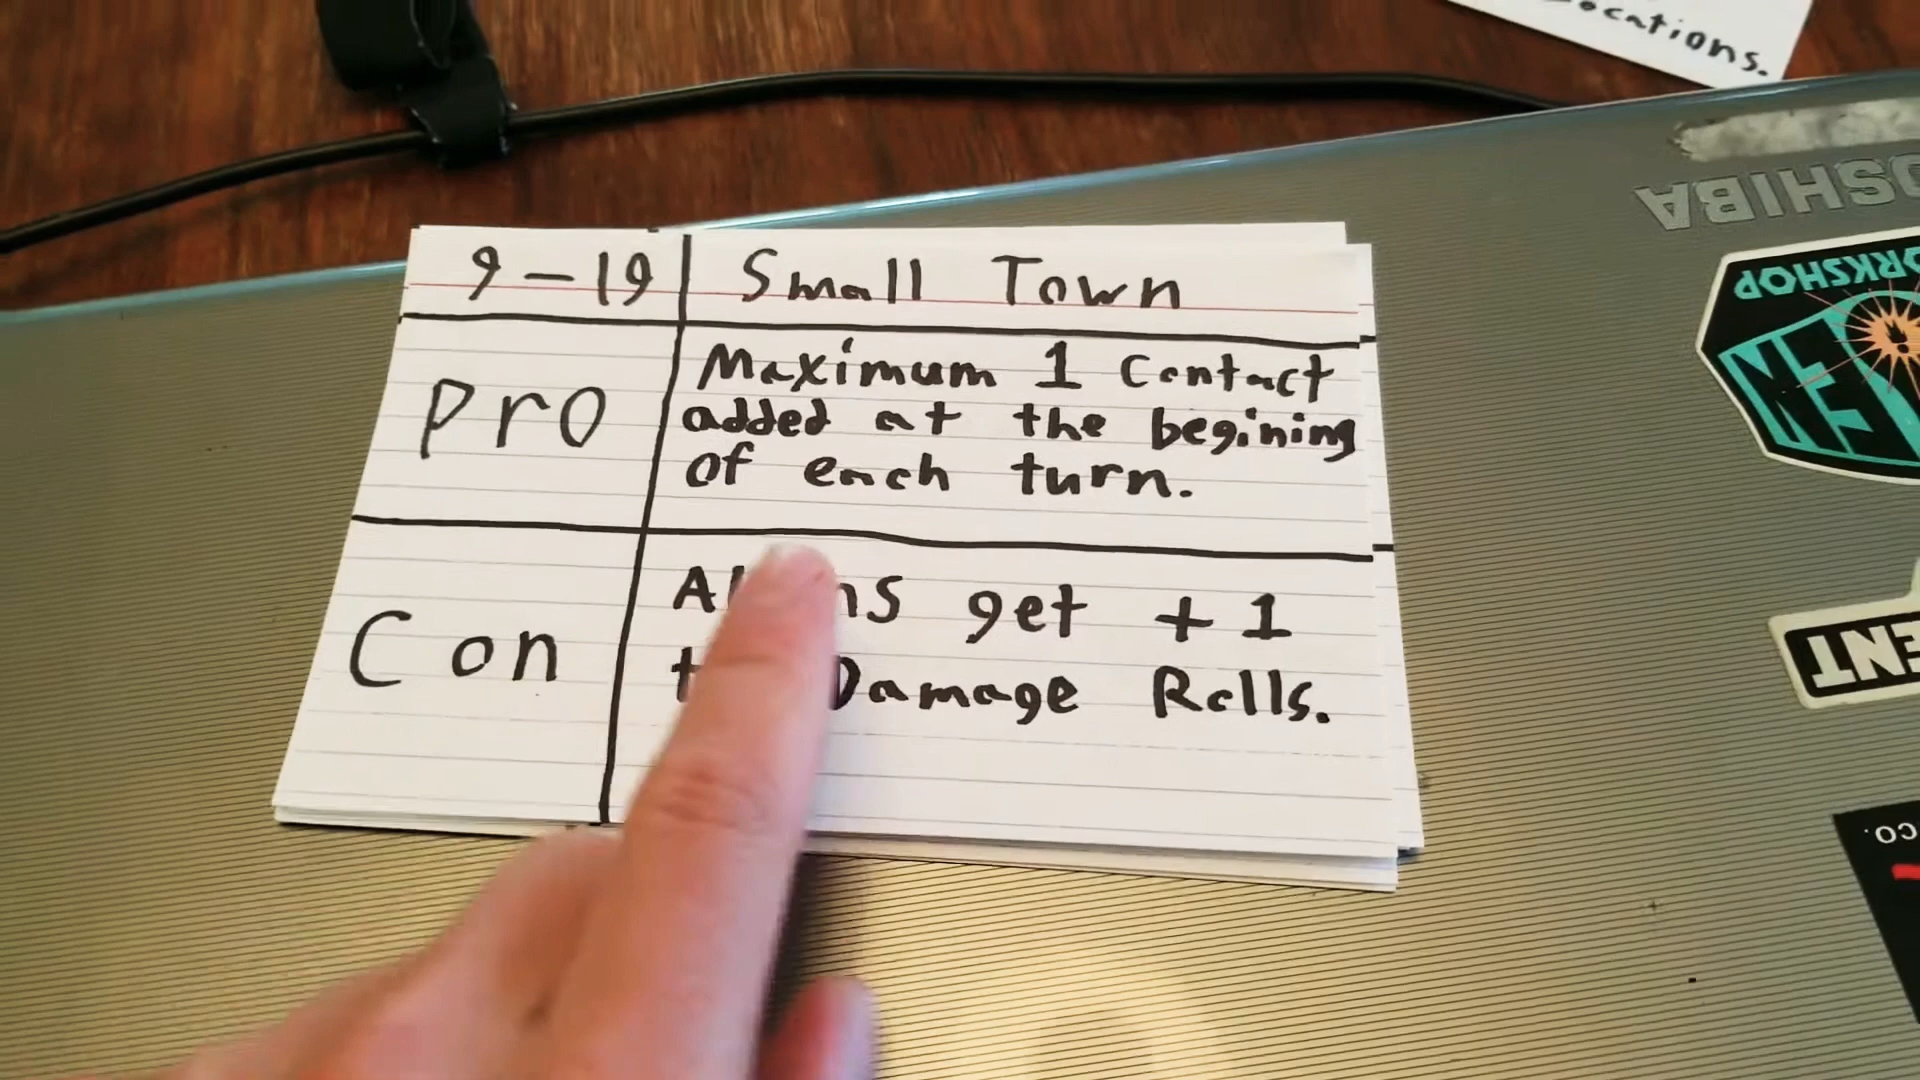 ocations.
OSHIBA
ORKSHOP
NE
ENT
CO.
9-19 Small Town
Pro
Maximum 1 Contact
added at the begining
of each turn.
Con
get +1
Damage Rolls.